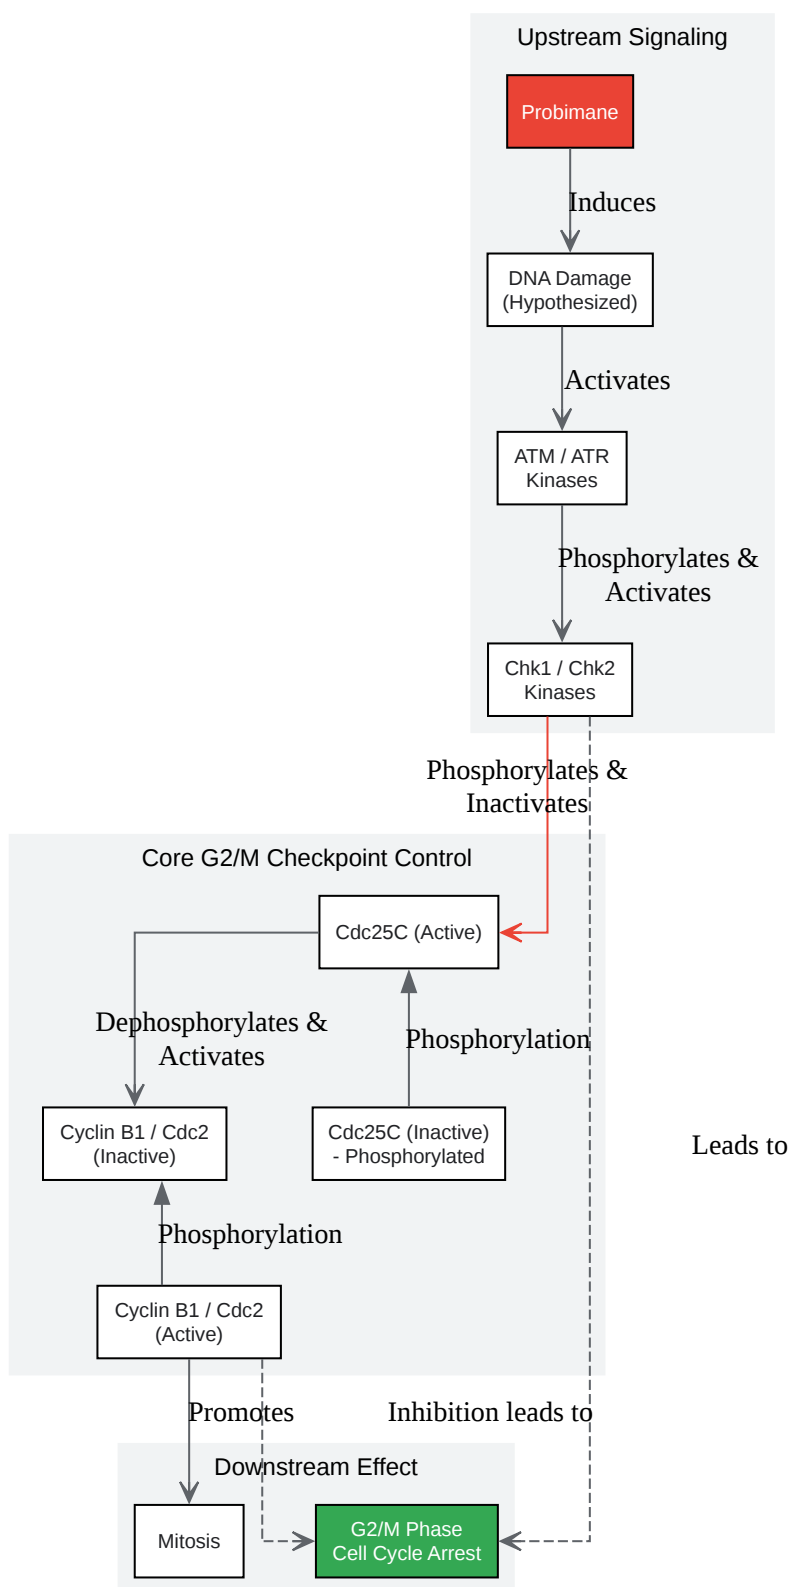 Upstream Signaling
Probimane
Induces
DNA Damage
(Hypothesized)
Activates
ATM / ATR
Kinases
Phosphorylates &
Activates
Chk1 / Chk2
Kinases
Phosphorylates &
Inactivates
Core G2/M Checkpoint Control
Cdc25C (Active)
Dephosphorylates &
Activates
Phosphorylation
Cyclin B1 / Cdc2
(Inactive)
Cdc25C (Inactive)
- Phosphorylated
Leads to
Phosphorylation
Cyclin B1 / Cdc2
(Active)
Promotes
Inhibition leads to
Downstream Effect
Mitosis
G2/M Phase
Cell Cycle Arrest